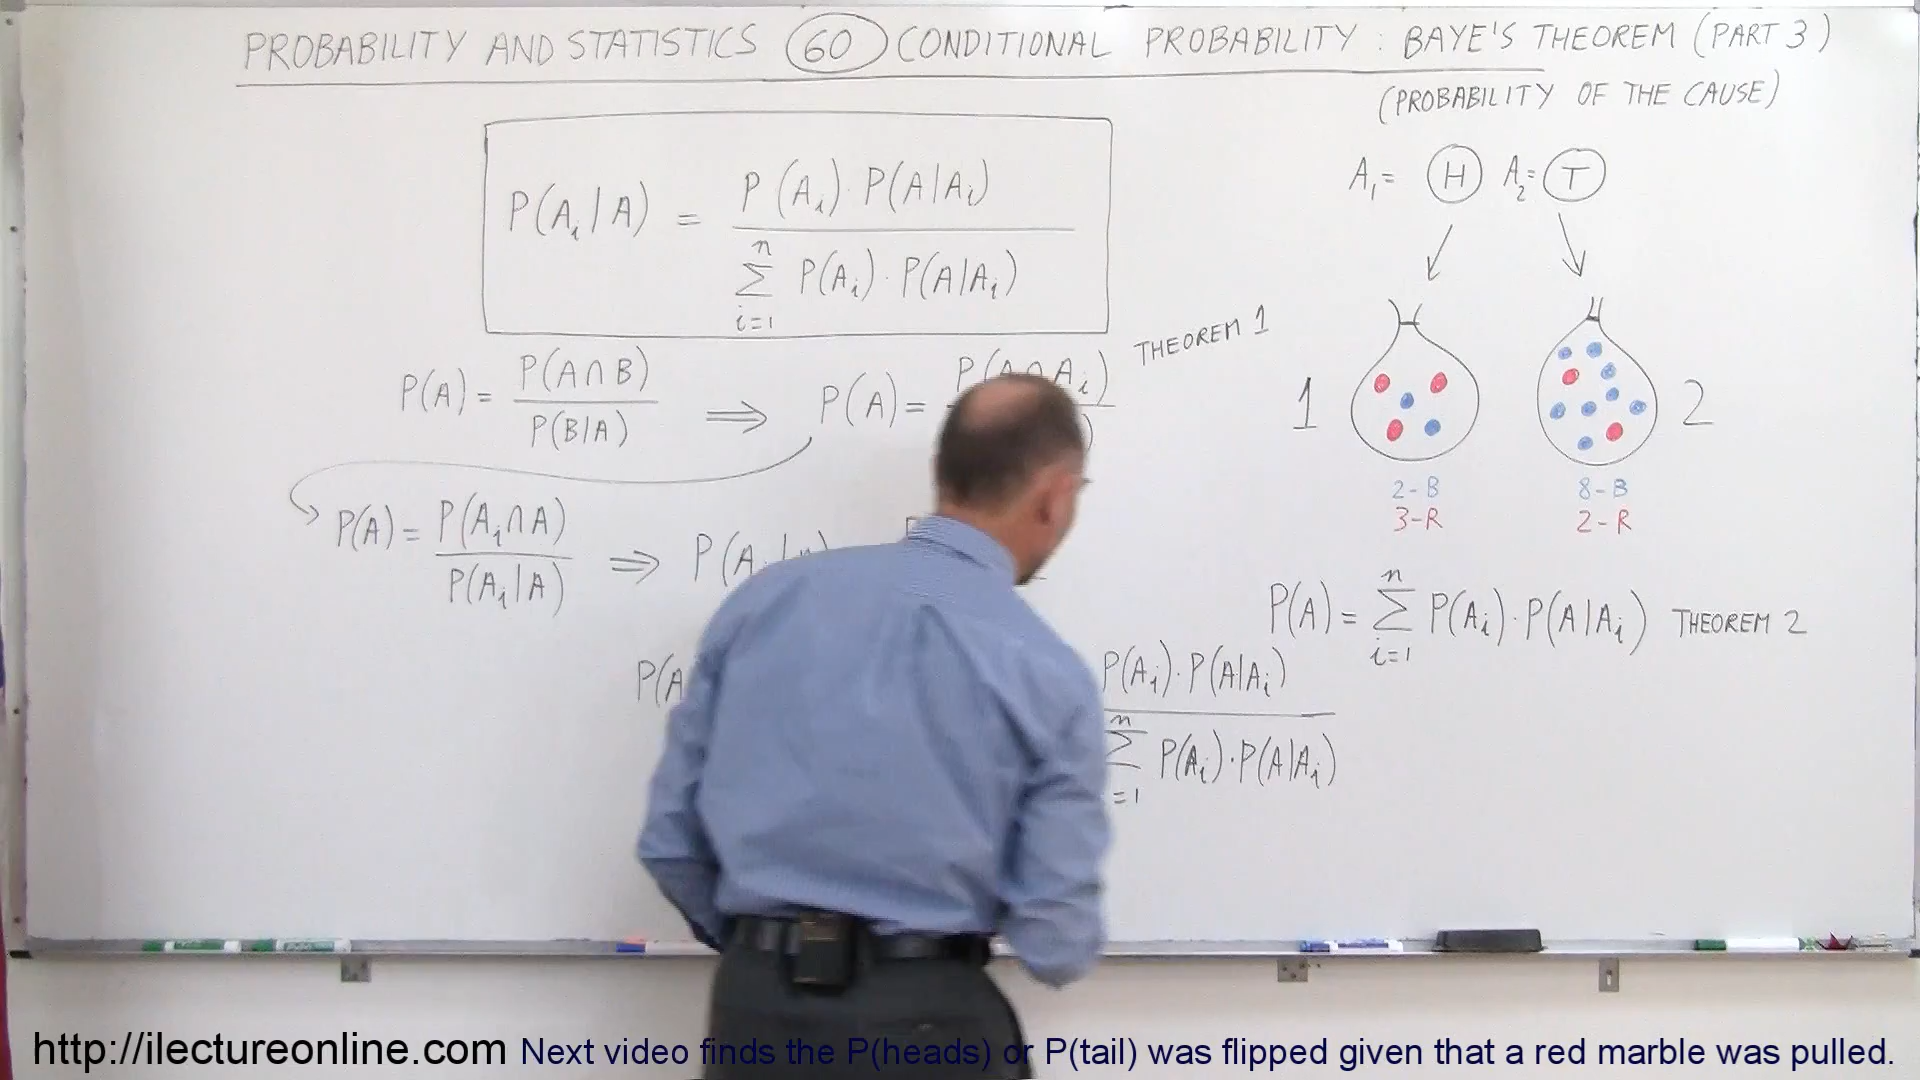 PROBABILITY AND STATISTICS 60 CONDITIONAL PROBABILITY : BAYE'S THEOREM (PART 3)
(PROBABILITY OF THE CAUSE)
P(Aᵢ/A) = P(Aᵢ)·P(A|Aᵢ)
n
∑ P(Aᵢ)·P(A|Aᵢ)
i=1
A₁= H A₂= T
P(A) = P(A∩B) ⇒ P(A) = P(A∩Aᵢ) THEOREM 1
P(B|A)
1 2
2-B 8-B
3-R 2-R
P(A) = P(Aᵢ∩A) ⇒
P(Aᵢ|A)
n
P(A) = ∑ P(Aᵢ)·P(A|Aᵢ) THEOREM 2
i=1
P(Aᵢ)·P(A|Aᵢ)
n
∑ P(Aᵢ)·P(A|Aᵢ)
=1
http://ilectureonline.com Next video finds the P(heads) or P(tail) was flipped given that a red marble was pulled.